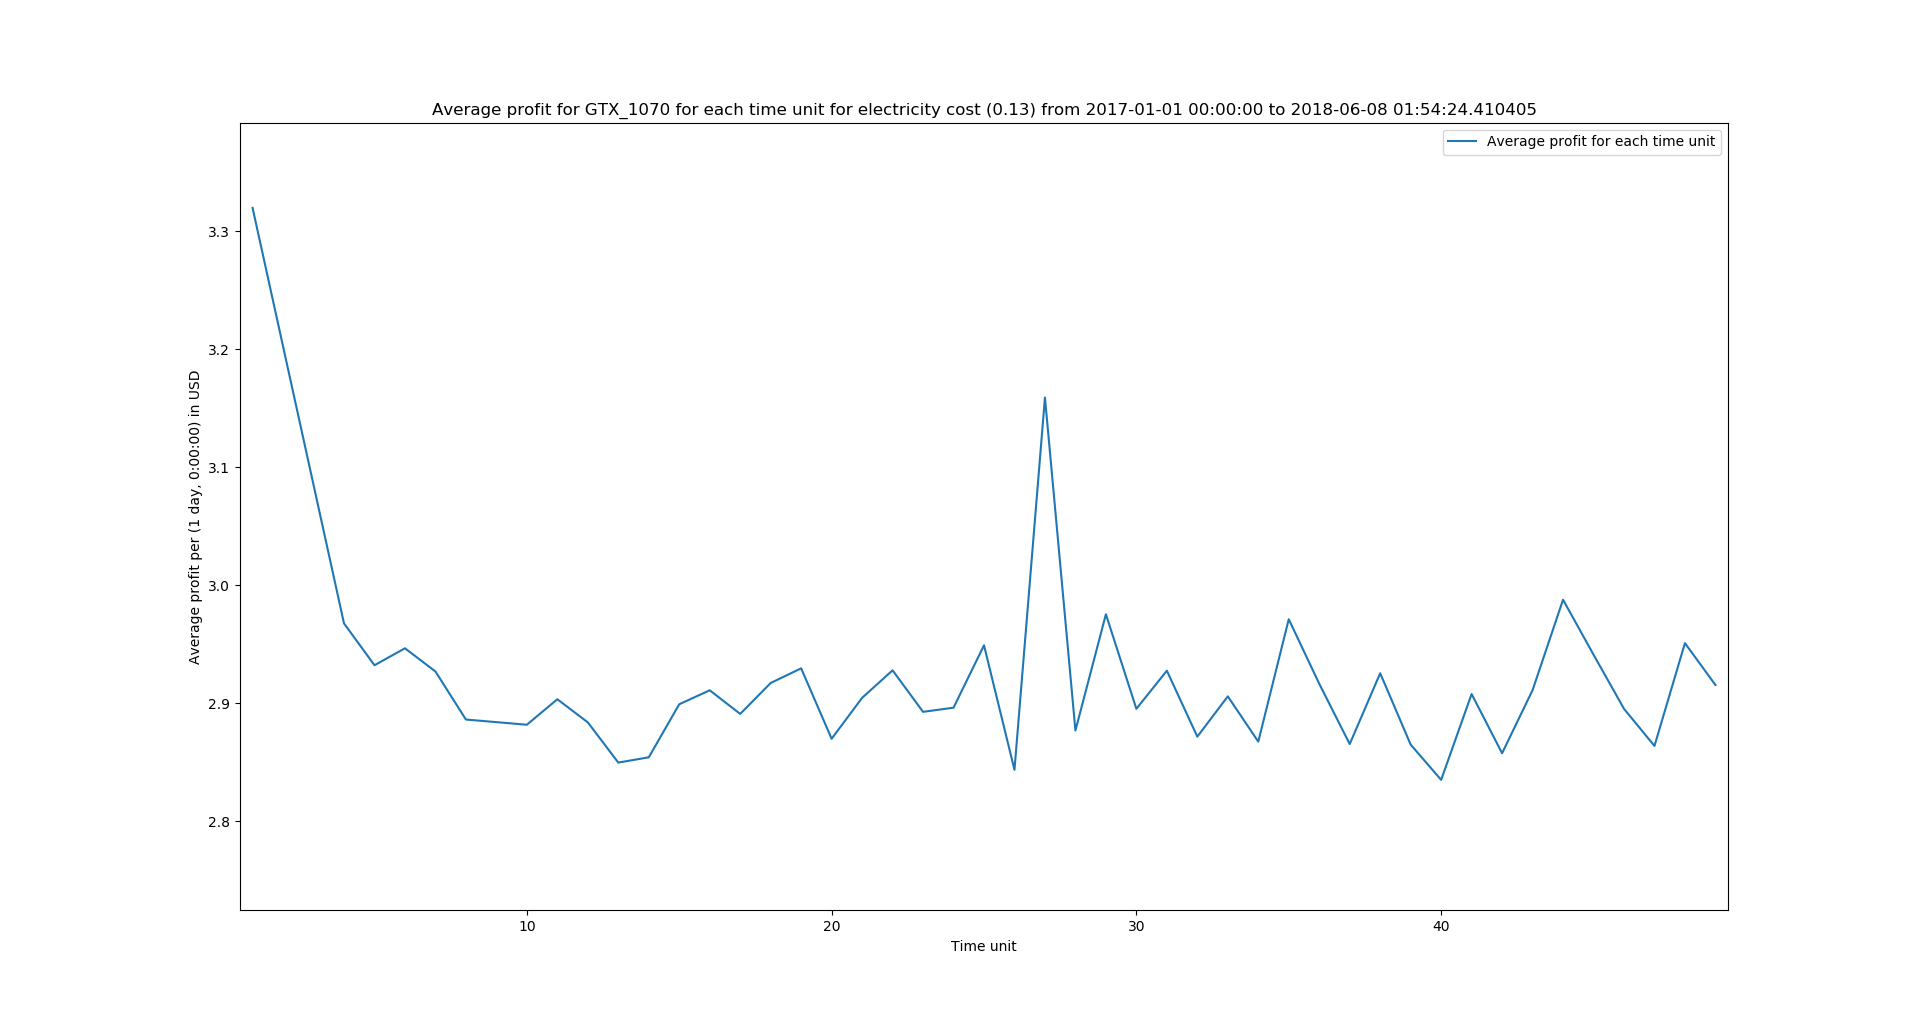 Average profit for GTX_1070 for each time unit for electricity cost (0.13) from 2017-01-01 00:00:00 to 2018-06-08 01:54:24.410405
Average profit for each time unit
Average profit per (1 day, 0:00:00) in USD
3.3
3.2
3.1
3.0
2.9
2.8
10
20
30
40
Time unit